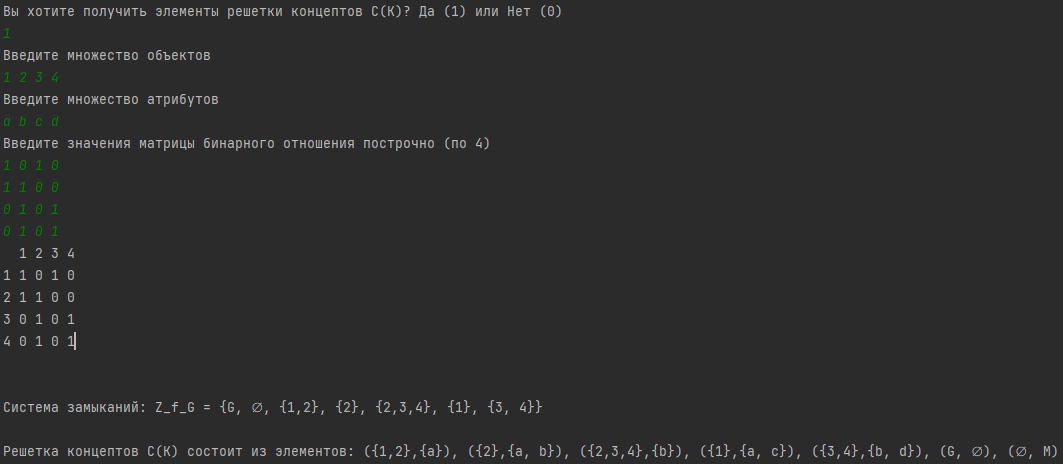 Вы хотите получить элементы решетки концептов C(K)? Да (1) или Нет (0)
1
Введите множество объектов
1 2 3 4
Введите множество атрибутов
a b c d
Введите значения матрицы бинарного отношения построчно (по 4)
1 0 1 0
1 1 0 0
0 1 0 1
0 1 0 1
1 2 3 4
1 1 0 1 0
2 1 1 0 0
3 0 1 0 1
4 0 1 0 1
Система замыканий: Z_f_G = {G, ∅, {1,2}, {2}, {2,3,4}, {1}, {3, 4}}
Решетка концептов C(K) состоит из элементов: ({1,2},{a}), ({2},{a, b}), ({2,3,4},{b}), ({1},{a, c}), ({3,4},{b, d}), (G, ∅), (∅, M)